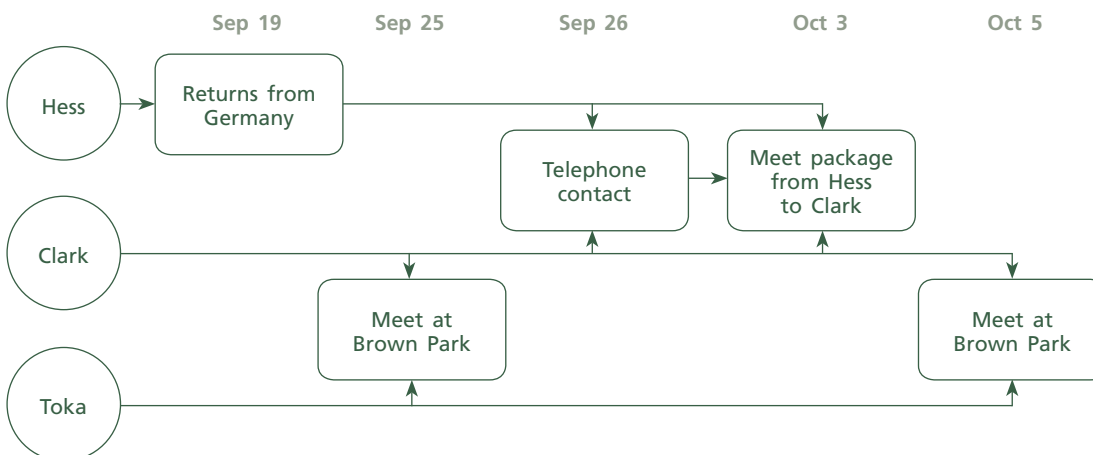 Sep 19
Sep 25
Sep 26
Oct 3
Oct 5
Hess
Returns from
Germany
Telephone
contact
Meet package
from Hess
to Clark
Clark
Meet at
Brown Park
Meet at
Brown Park
Toka